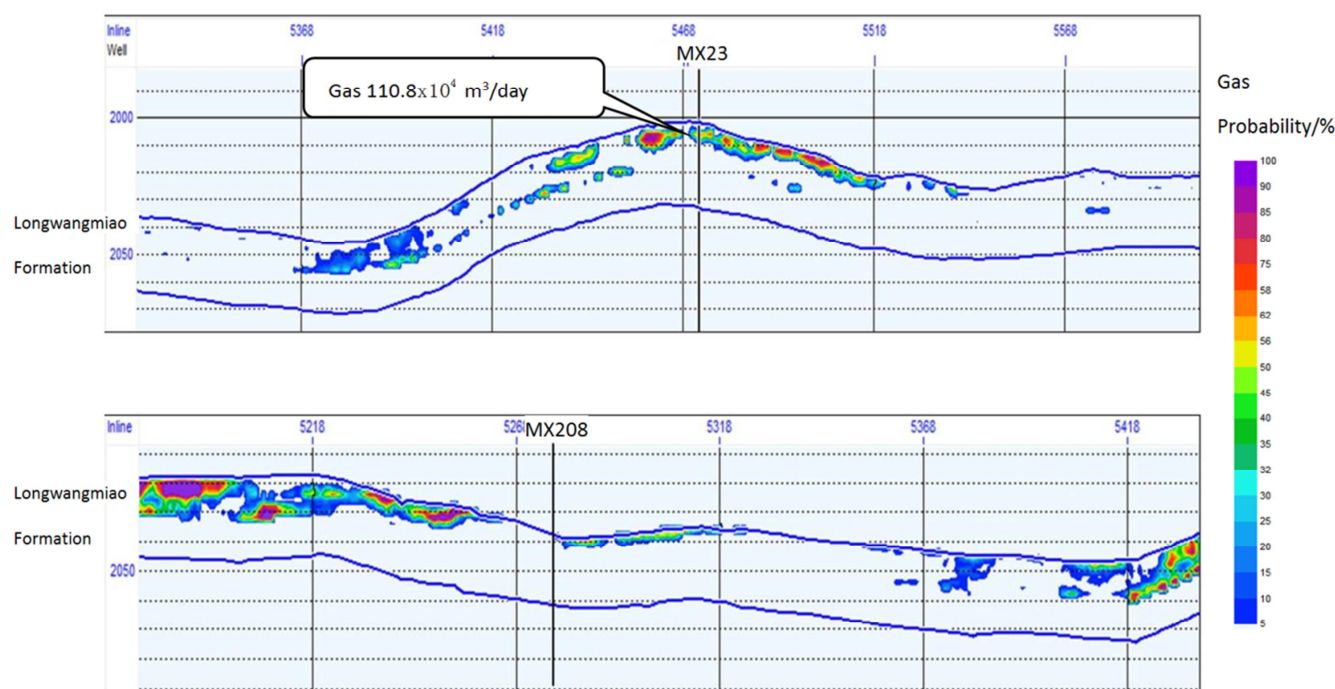 Inline 5368 5418 5468 5518 5568
Well MX23
Gas 110.8x10⁴ m³/day
2000
Longwangmiao
2050
Formation
Gas
Probability/%
100
90
85
80
75
58
62
56
50
45
40
35
32
30
25
20
15
10
5
Inline 5218 5268 MX208 5318 5368 5418
Longwangmiao
Formation
2050